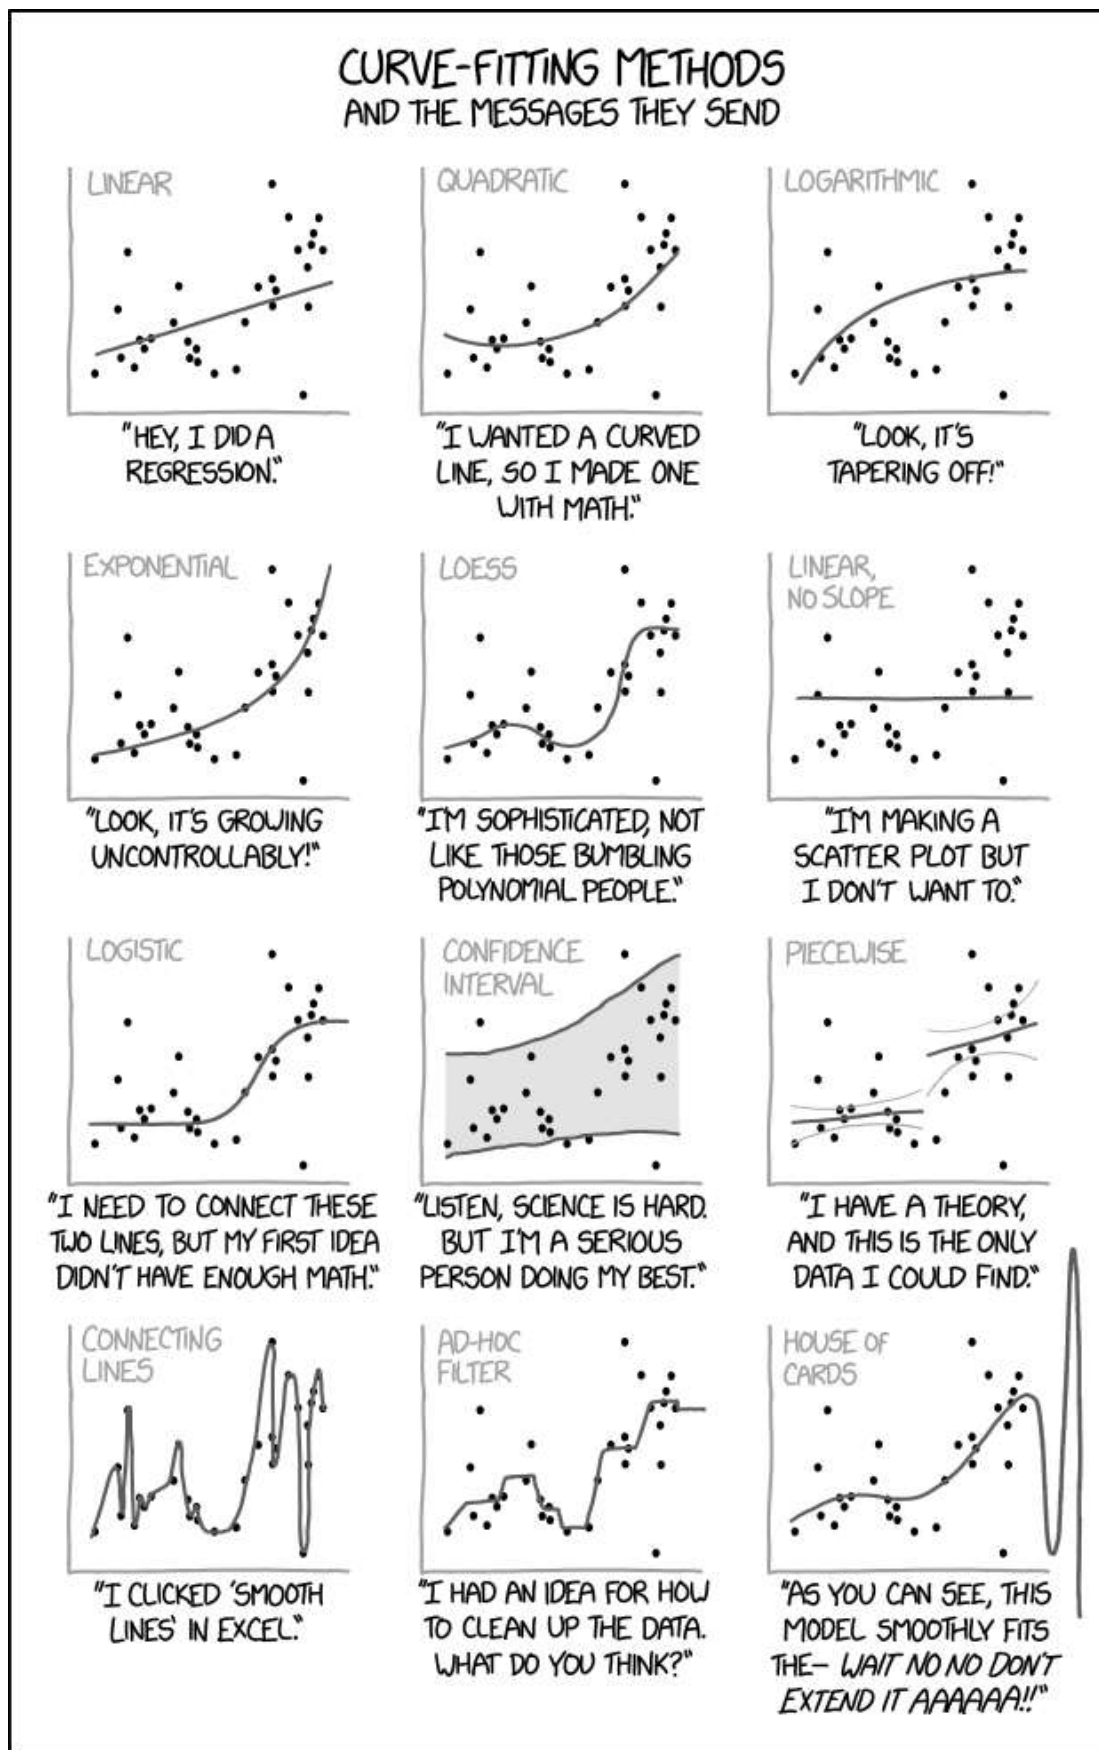 CURVE-FITTING METHODS
AND THE MESSAGES THEY SEND
LINEAR
"HEY, I DID A
REGRESSION."
QUADRATIC
"I WANTED A CURVED
LINE, SO I MADE ONE
WITH MATH."
LOGARITHMIC
"LOOK, IT'S
TAPERING OFF!"
EXPONENTIAL
"LOOK, IT'S GROWING
UNCONTROLLABLY!"
LOESS
"I'M SOPHISTICATED, NOT
LIKE THOSE BUMBLING
POLYNOMIAL PEOPLE."
LINEAR,
NO SLOPE
"I'M MAKING A
SCATTER PLOT BUT
I DON'T WANT TO."
LOGISTIC
"I NEED TO CONNECT THESE
TWO LINES, BUT MY FIRST IDEA
DIDN'T HAVE ENOUGH MATH."
CONFIDENCE
INTERVAL
"LISTEN, SCIENCE IS HARD.
BUT I'M A SERIOUS
PERSON DOING MY BEST."
PIECEWISE
"I HAVE A THEORY,
AND THIS IS THE ONLY
DATA I COULD FIND."
CONNECTING
LINES
"I CLICKED 'SMOOTH
LINES' IN EXCEL."
AD-HOC
FILTER
"I HAD AN IDEA FOR HOW
TO CLEAN UP THE DATA.
WHAT DO YOU THINK?"
HOUSE OF
CARDS
"AS YOU CAN SEE, THIS
MODEL SMOOTHLY FITS
THE– WAIT NO NO DON'T
EXTEND IT AAAAAA!!"